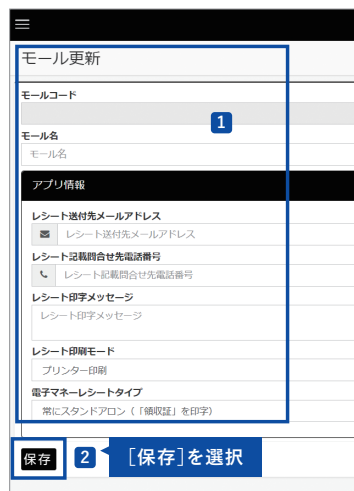 モール更新
モールコード
1
モール名
モール名
アプリ情報
レシート送付先メールアドレス
レシート送付先メールアドレス
レシート記載問合せ先電話番号
レシート記載問合せ先電話番号
レシート印字メッセージ
レシート印字メッセージ
レシート印刷モード
プリンター印刷
電子マネーレシートタイプ
常にスタンドアロン（「領収証」を印字）
保存 2 ［保存］を選択